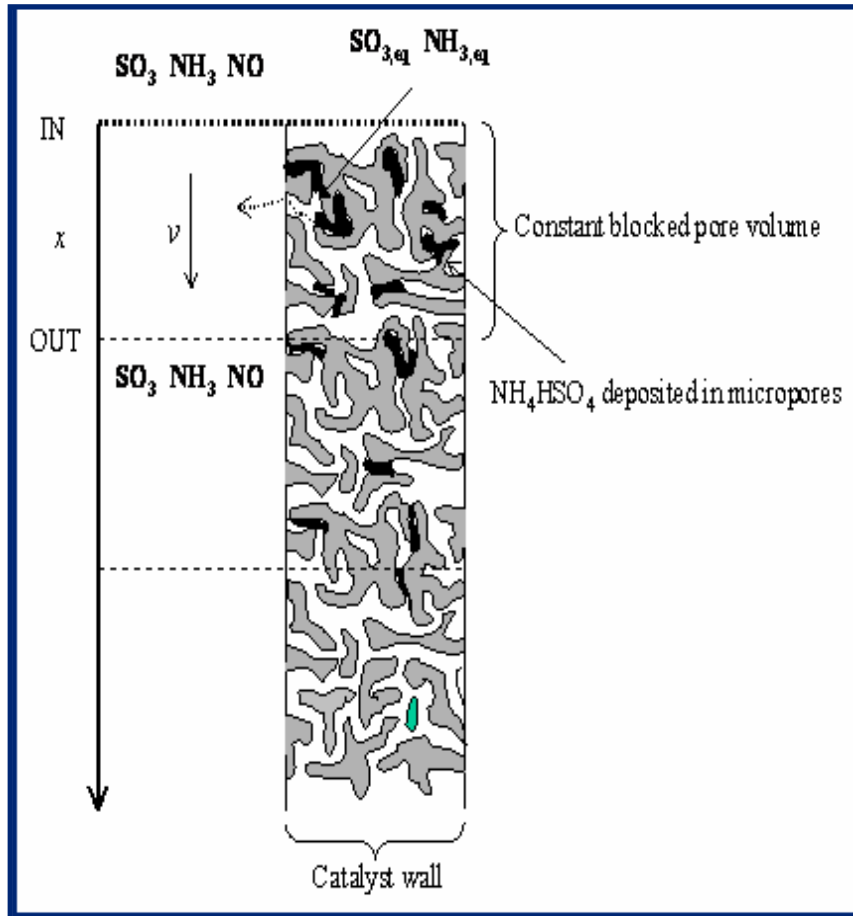 SO₃,eq NH₃,eq
SO₃ NH₃ NO
IN
x
v
Constant blocked pore volume
OUT
SO₃ NH₃ NO
NH₄HSO₄ deposited in micropores
Catalyst wall